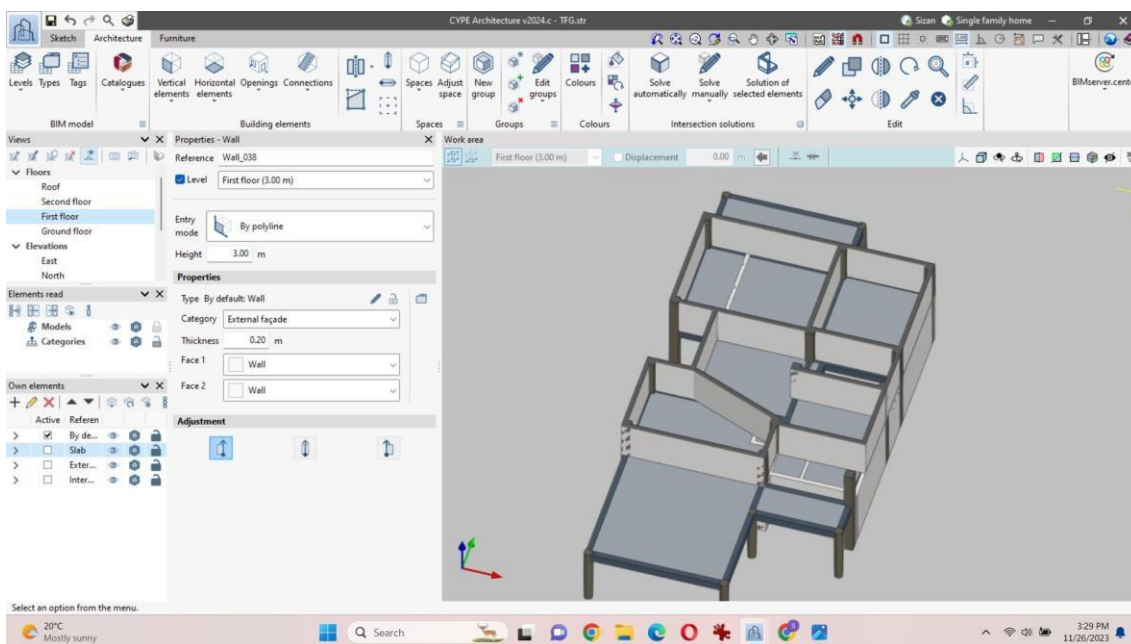 CYPE Architecture v2024.c - TFG.str
Sizan
Single family home
Sketch
Architecture
Furniture
Levels
Types
Tags
Catalogues
Vertical elements
Horizontal elements
Openings
Connections
Spaces
Adjust space
New group
Edit groups
Colours
Solve automatically
Solve manually
Solution of selected elements
BIMserver.cent
BIM model
Building elements
Spaces
Groups
Colours
Intersection solutions
Edit
Views
Floors
Roof
Second floor
First floor
Ground floor
Elevations
East
North
Elements read
Models
Categories
Own elements
Active Referen
By de...
Slab
Exter...
Inter...
Properties - Wall
Reference Wall_038
Level First floor (3.00 m)
Entry mode By polyline
Height 3.00 m
Properties
Type By default: Wall
Category External façade
Thickness 0.20 m
Face 1 Wall
Face 2 Wall
Adjustment
Work area
First floor (3.00 m)
Displacement 0.00 m
Select an option from the menu.
20°C
Mostly sunny
Search
3:29 PM
11/26/2023